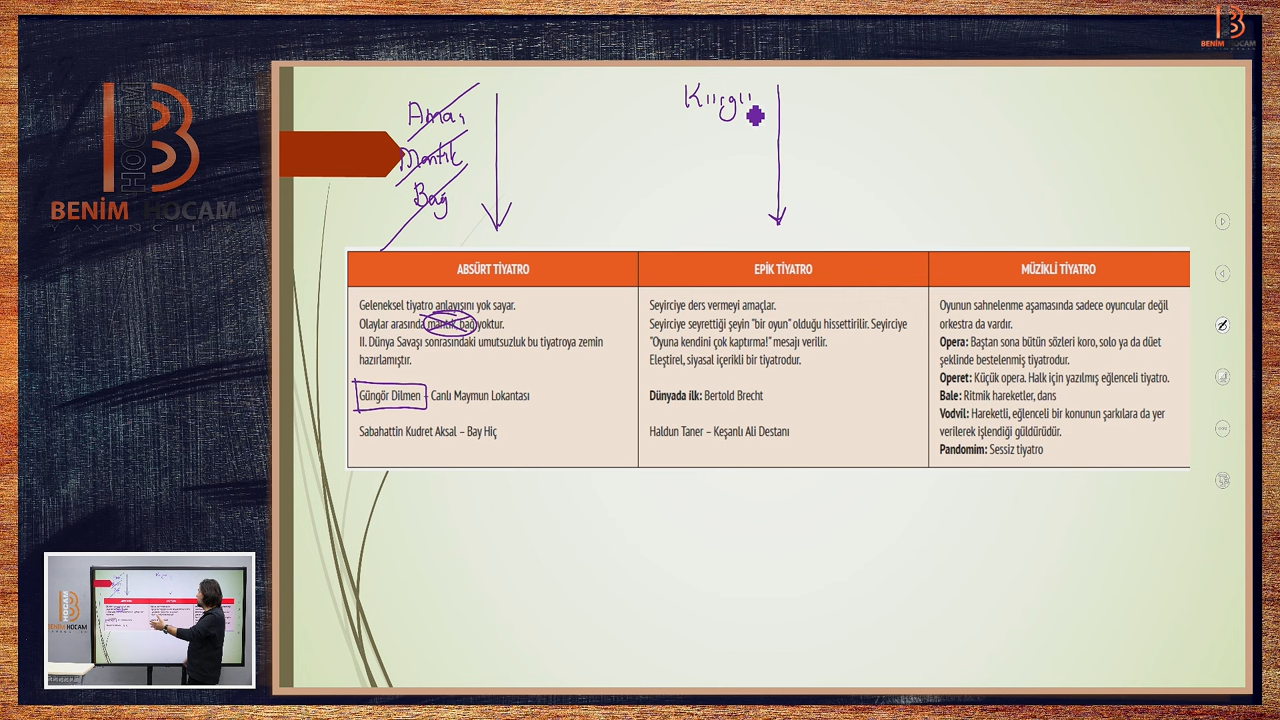 BENİM HOCAM
BENİM HOCAM
YAYINCILIK
HOCAM
Amaç
Mantık
Bağ
Kurgu
ABSÜRT TİYATRO
Geleneksel tiyatro anlayışını yok sayar.
Olaylar arasında mantık bağı yoktur.
II. Dünya Savaşı sonrasındaki umutsuzluk bu tiyatroya zemin
hazırlamıştır.
Güngör Dilmen – Canlı Maymun Lokantası
Sabahattin Kudret Aksal – Bay Hiç
EPİK TİYATRO
Seyirciye ders vermeyi amaçlar.
Seyirciye seyrettiği şeyin "bir oyun" olduğu hissettirilir. Seyirciye
"Oyuna kendini çok kaptırma!" mesajı verilir.
Eleştirel, siyasal içerikli bir tiyatrodur.
Dünyada ilk: Bertold Brecht
Haldun Taner – Keşanlı Ali Destanı
MÜZİKLİ TİYATRO
Oyunun sahnelenme aşamasında sadece oyuncular değil
orkestra da vardır.
Opera: Baştan sona bütün sözleri koro, solo ya da düet
şeklinde bestelenmiş tiyatrodur.
Operet: Küçük opera. Halk için yazılmış eğlenceli tiyatro.
Bale: Ritmik hareketler, dans
Vodvil: Hareketli, eğlenceli bir konunun şarkılara da yer
verilerek işlendiği güldürüdür.
Pandomim: Sessiz tiyatro
HOCAM
BENİM HOCAM